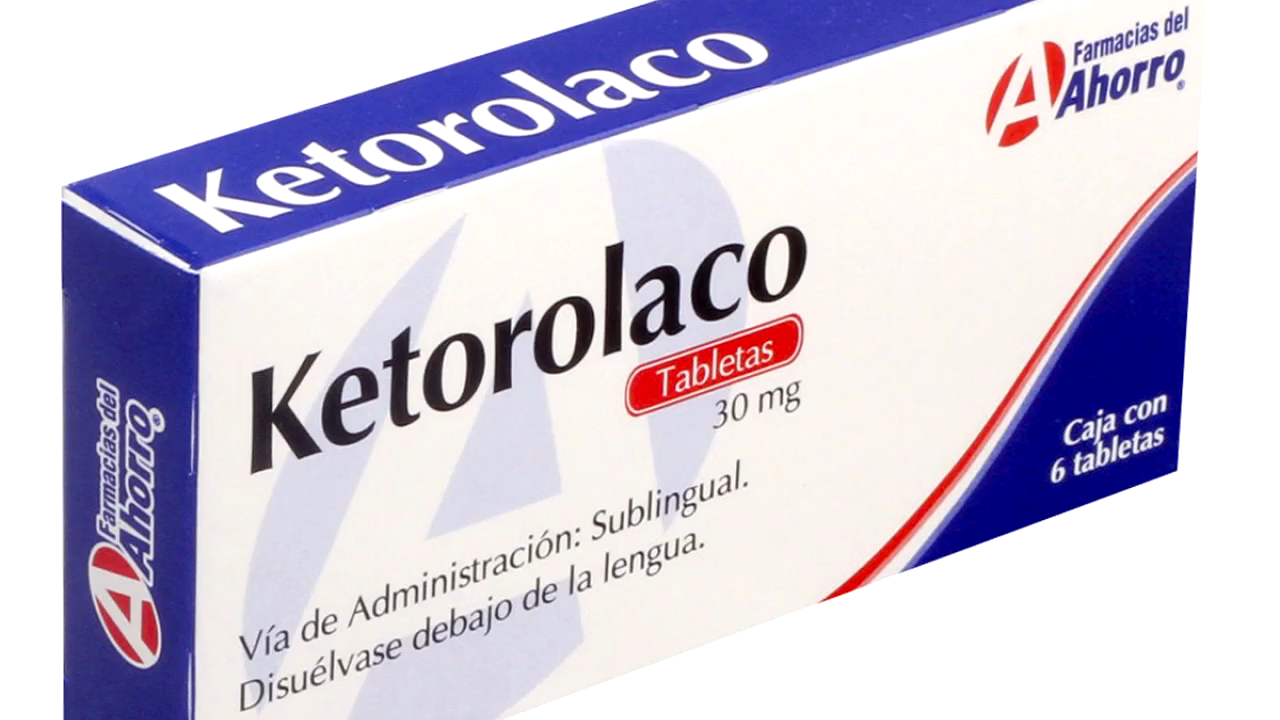 Ketorolaco
Farmacias del
Ahorro®
Ketorolaco
Tabletas
30 mg
Caja con
6 tabletas
Vía de Administración: Sublingual.
Disuélvase debajo de la lengua.
Farmacias del
Ahorro®